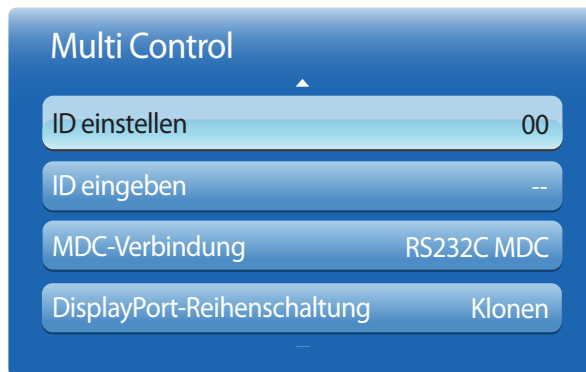 Multi Control
ID einstellen 00
ID eingeben --
MDC-Verbindung RS232C MDC
DisplayPort-Reihenschaltung Klonen